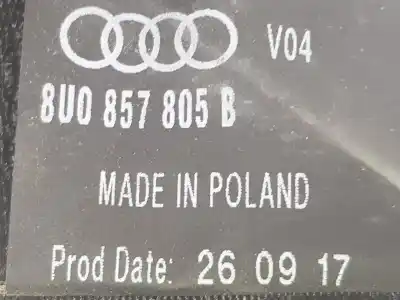 V04
8U0 857 805 B
MADE IN POLAND
Prod Date: 26 09 17